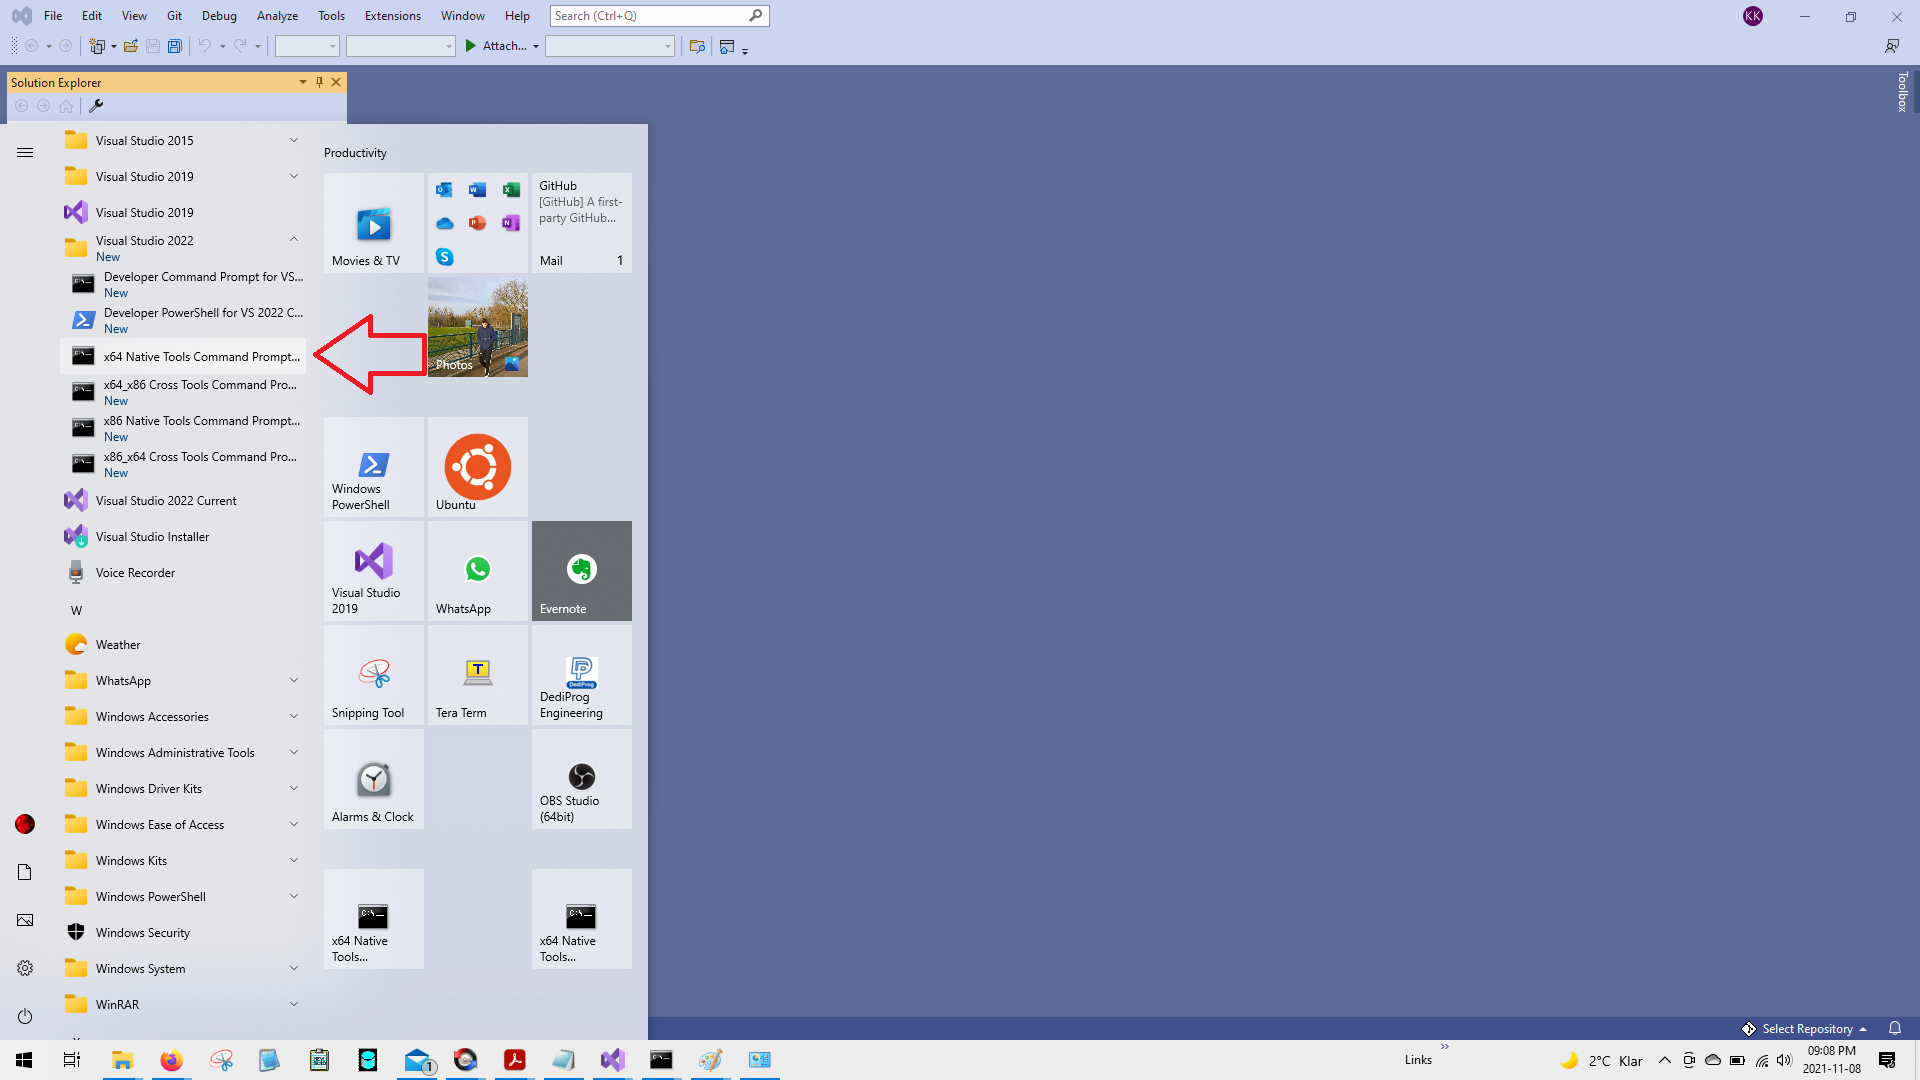 File Edit View Git Debug Analyze Tools Extensions Window Help Search (Ctrl+Q) KK
Attach...
Solution Explorer
Toolbox
Visual Studio 2015
Visual Studio 2019
Visual Studio 2019
Visual Studio 2022
New
Developer Command Prompt for VS...
New
Developer PowerShell for VS 2022 C...
New
x64 Native Tools Command Prompt...
x64_x86 Cross Tools Command Pro...
New
x86 Native Tools Command Prompt...
New
x86_x64 Cross Tools Command Pro...
New
Visual Studio 2022 Current
Visual Studio Installer
Voice Recorder
W
Weather
WhatsApp
Windows Accessories
Windows Administrative Tools
Windows Driver Kits
Windows Ease of Access
Windows Kits
Windows PowerShell
Windows Security
Windows System
WinRAR
Productivity
Movies & TV
GitHub
[GitHub] A first-
party GitHub...
Mail 1
Photos
Windows
PowerShell
Ubuntu
Visual Studio
2019
WhatsApp
Evernote
Snipping Tool
Tera Term
DediProg
DediProg
Engineering
Alarms & Clock
OBS Studio
(64bit)
x64 Native
Tools...
x64 Native
Tools...
Select Repository
1
Links
2°C Klar
09:08 PM
2021-11-08